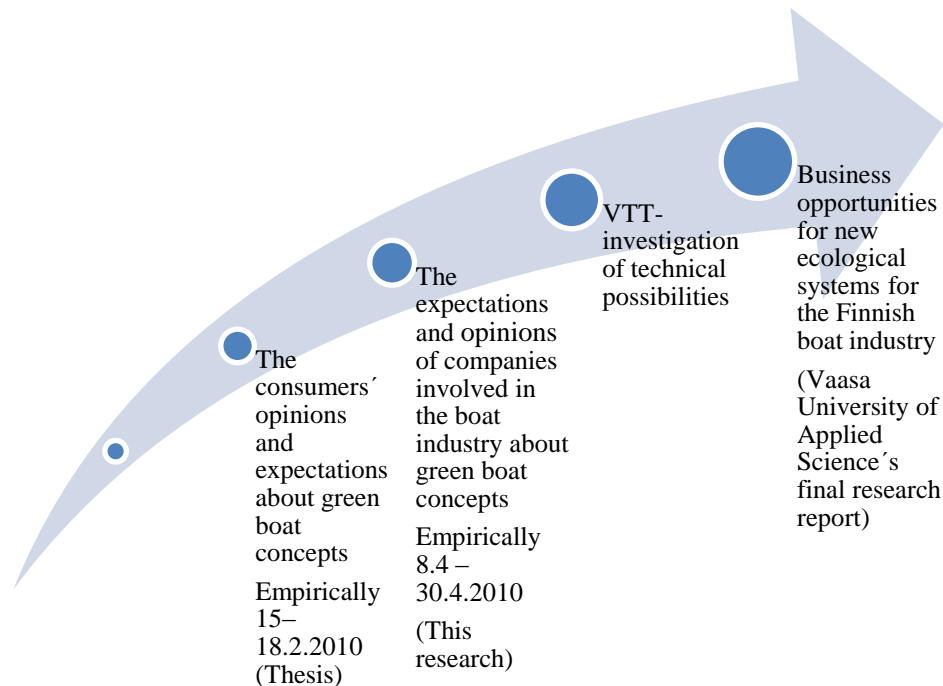 The
consumers´
opinions
and
expectations
about green
boat
concepts
Empirically
15–
18.2.2010
(Thesis)
The
expectations
and opinions
of companies
involved in
the boat
industry about
green boat
concepts
Empirically
8.4 –
30.4.2010
(This
research)
VTT-
investigation
of technical
possibilities
Business
opportunities
for new
ecological
systems for
the Finnish
boat industry
(Vaasa
University of
Applied
Science´s
final research
report)